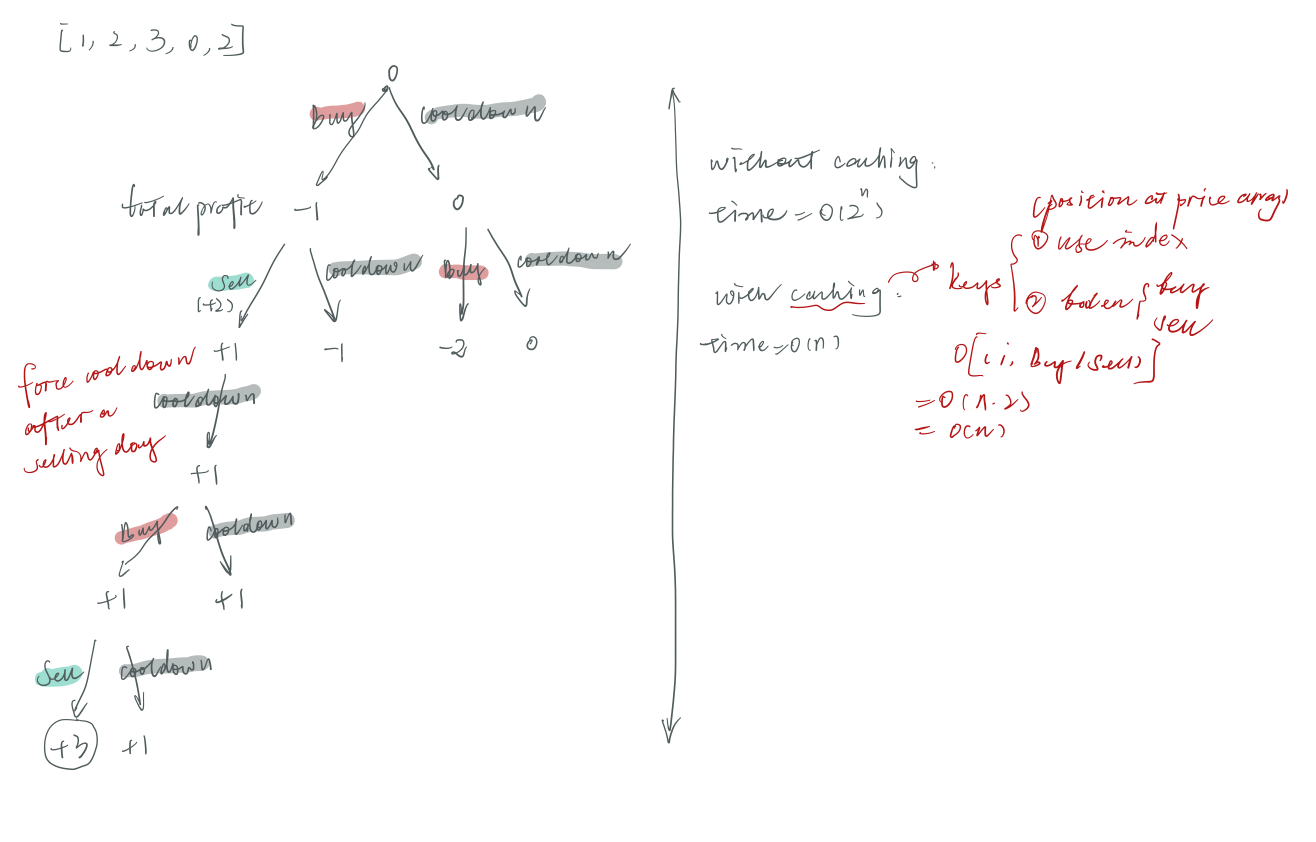 [1, 2, 3, 0, 2]
0
buy cooldown
total profit -1 0
sell cooldown buy cooldown
(+2)
+1 -1 -2 0
force cooldown
after a
selling day
cooldown
+1
Buy cooldown
+1 +1
Sell cooldown
+3 +1
without caching:
time = O(2^n)
with caching:
time = O(n)
keys
(position at price array)
① use index
② boolen { buy
sell
O[(i, Buy/Sell)]
= O(n·2)
= O(n)